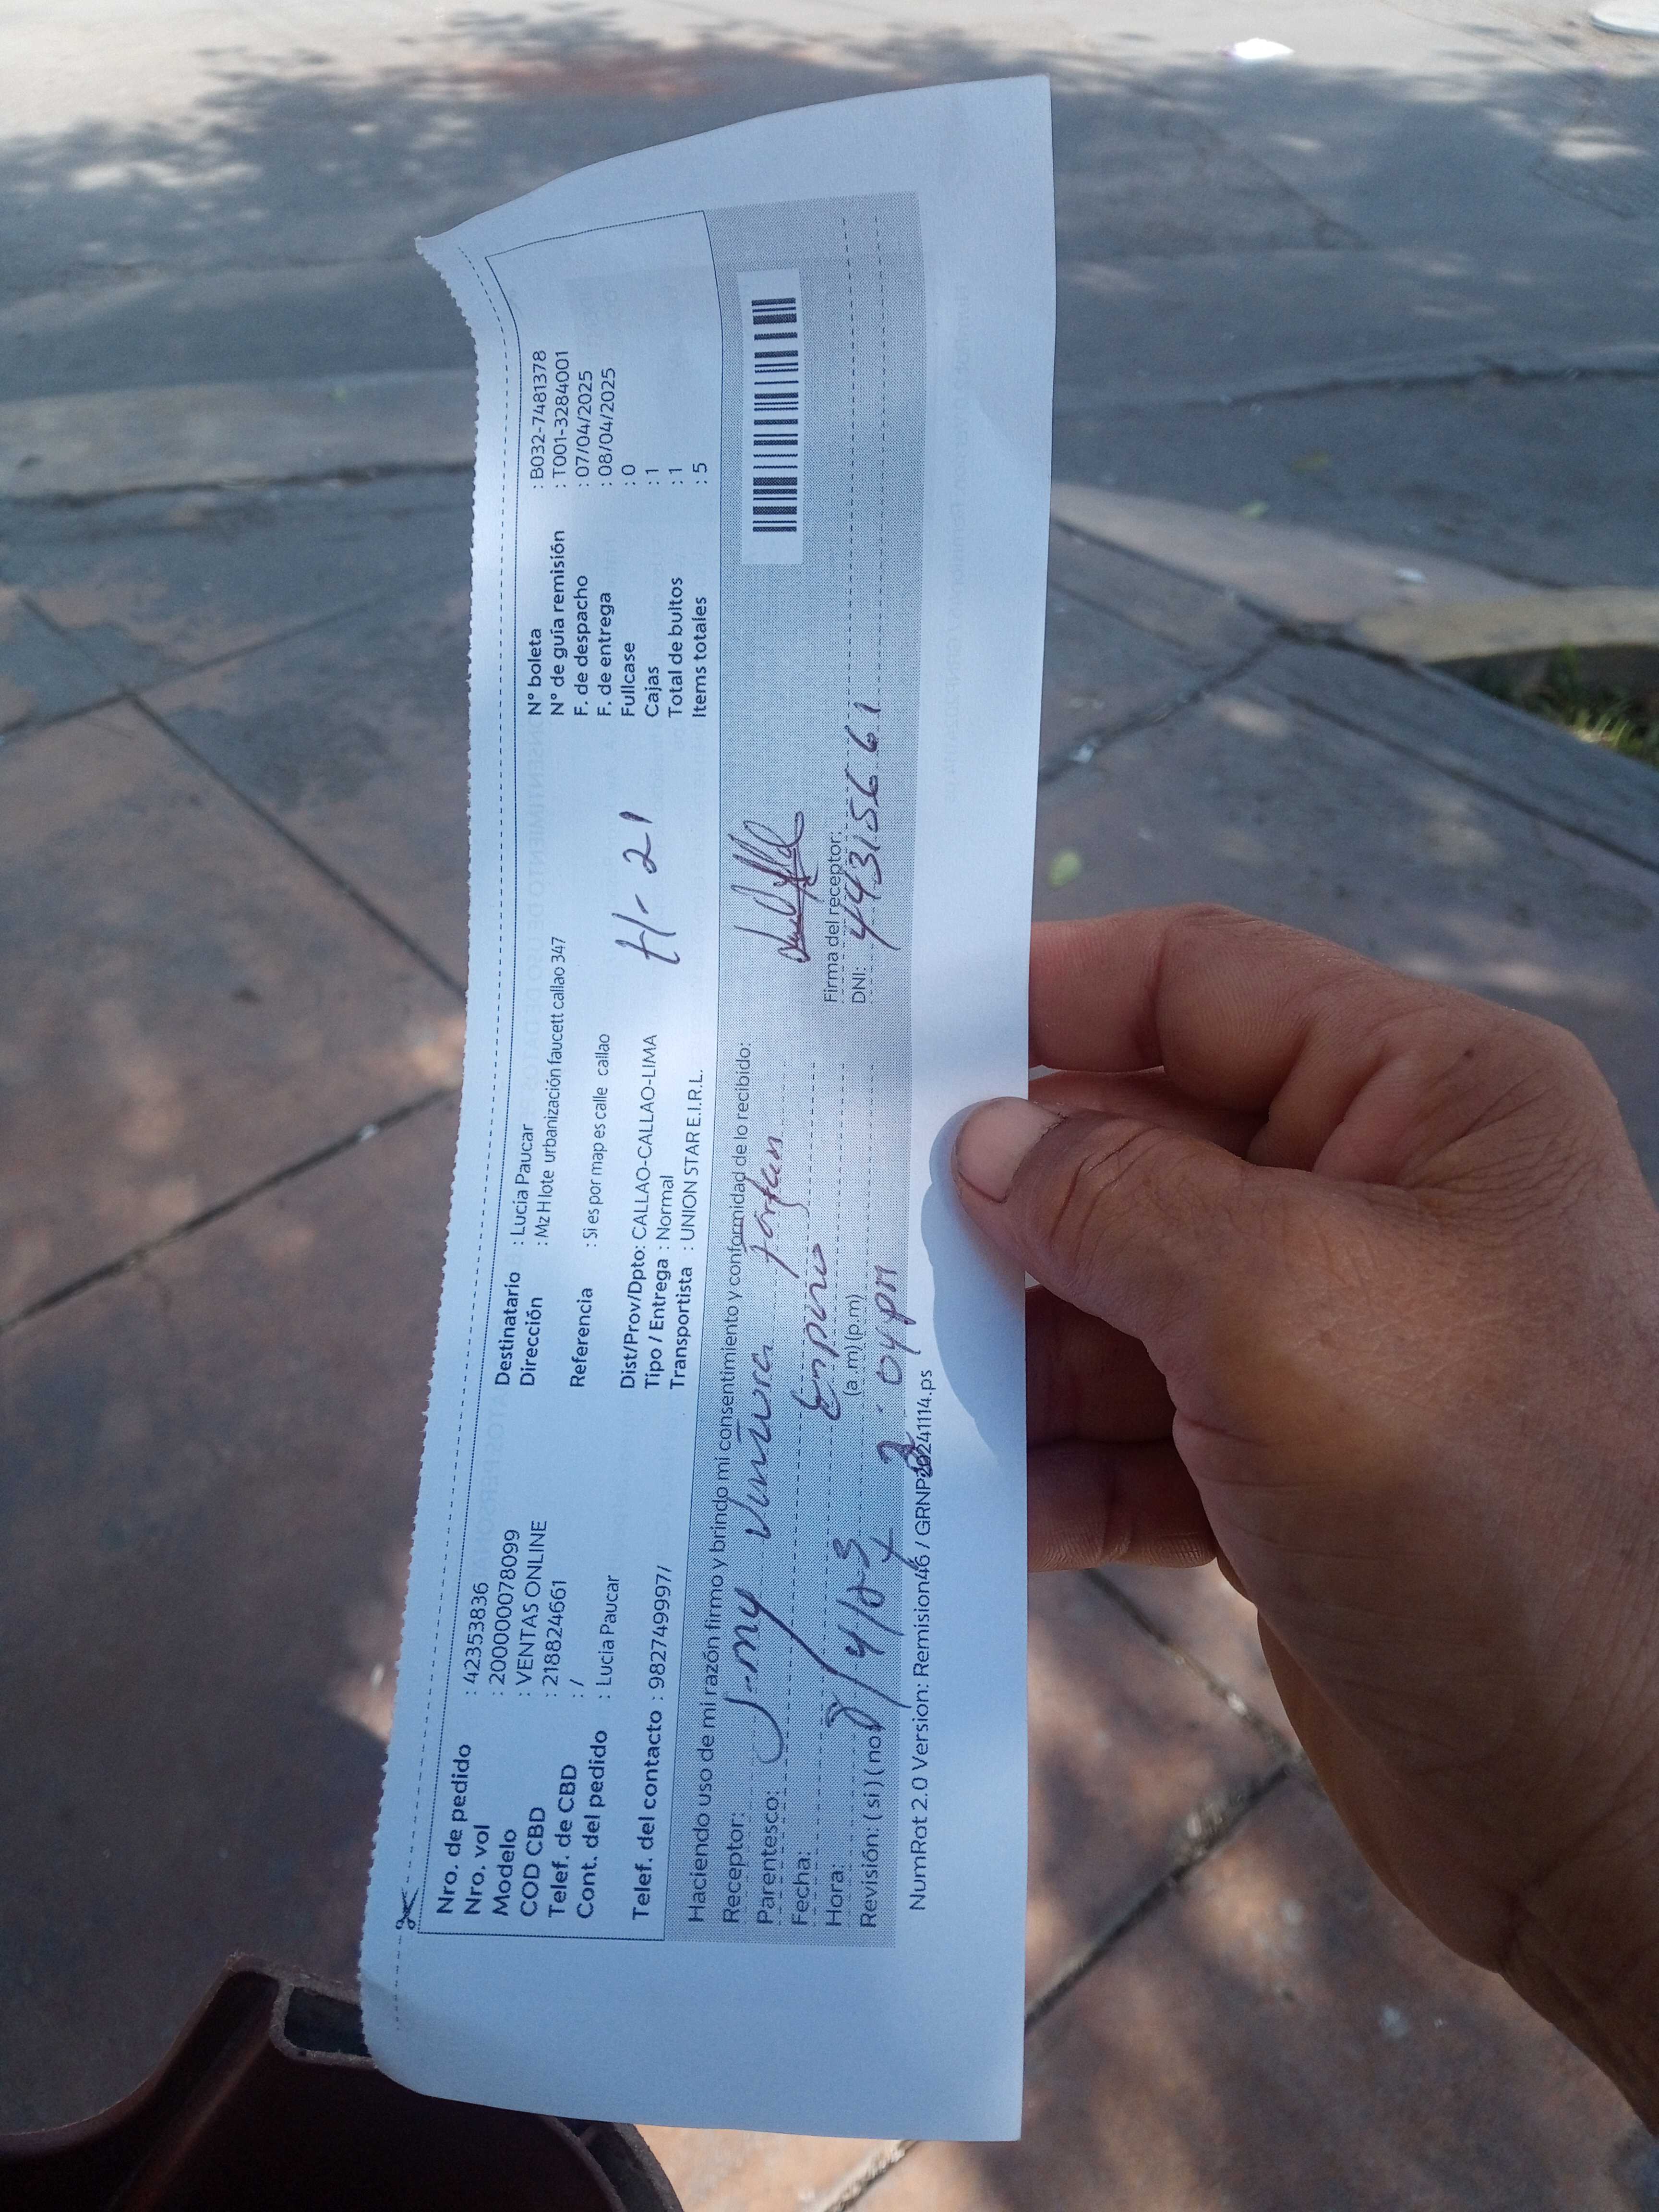 Nro. de pedido : 42353836
Nro. vol : 200000078099
Modelo : VENTAS ONLINE
COD CBD : 218824661
Telef. de CBD : /
Cont. del pedido : Lucia Paucar
Telef. del contacto : 982749997/
Destinatario : Lucia Paucar
Dirección : Mz H lote urbanización faucett callao 347
Referencia : Si es por map es calle callao
Dist/Prov/Dpto: CALLAO-CALLAO-LIMA
Tipo / Entrega : Normal
Transportista : UNION STAR E.I.R.L.
H-21
N° boleta : B032-7481378
N° de guía remisión : T001-3284001
F. de despacho : 07/04/2025
F. de entrega : 08/04/2025
Fullcase : 0
Cajas : 1
Total de bultos : 1
Items totales : 5
Haciendo uso de mi razón firmo y brindo mi consentimiento y conformidad de lo recibido:
Receptor:
Parentesco:
Fecha:
Hora: (a.m) (p.m)
Revisión: ( si ) ( no )
04 pm
Firma del receptor:
DNI: 44315661
NumRot 2.0 Version: Remision46 / GRNP20241114.ps